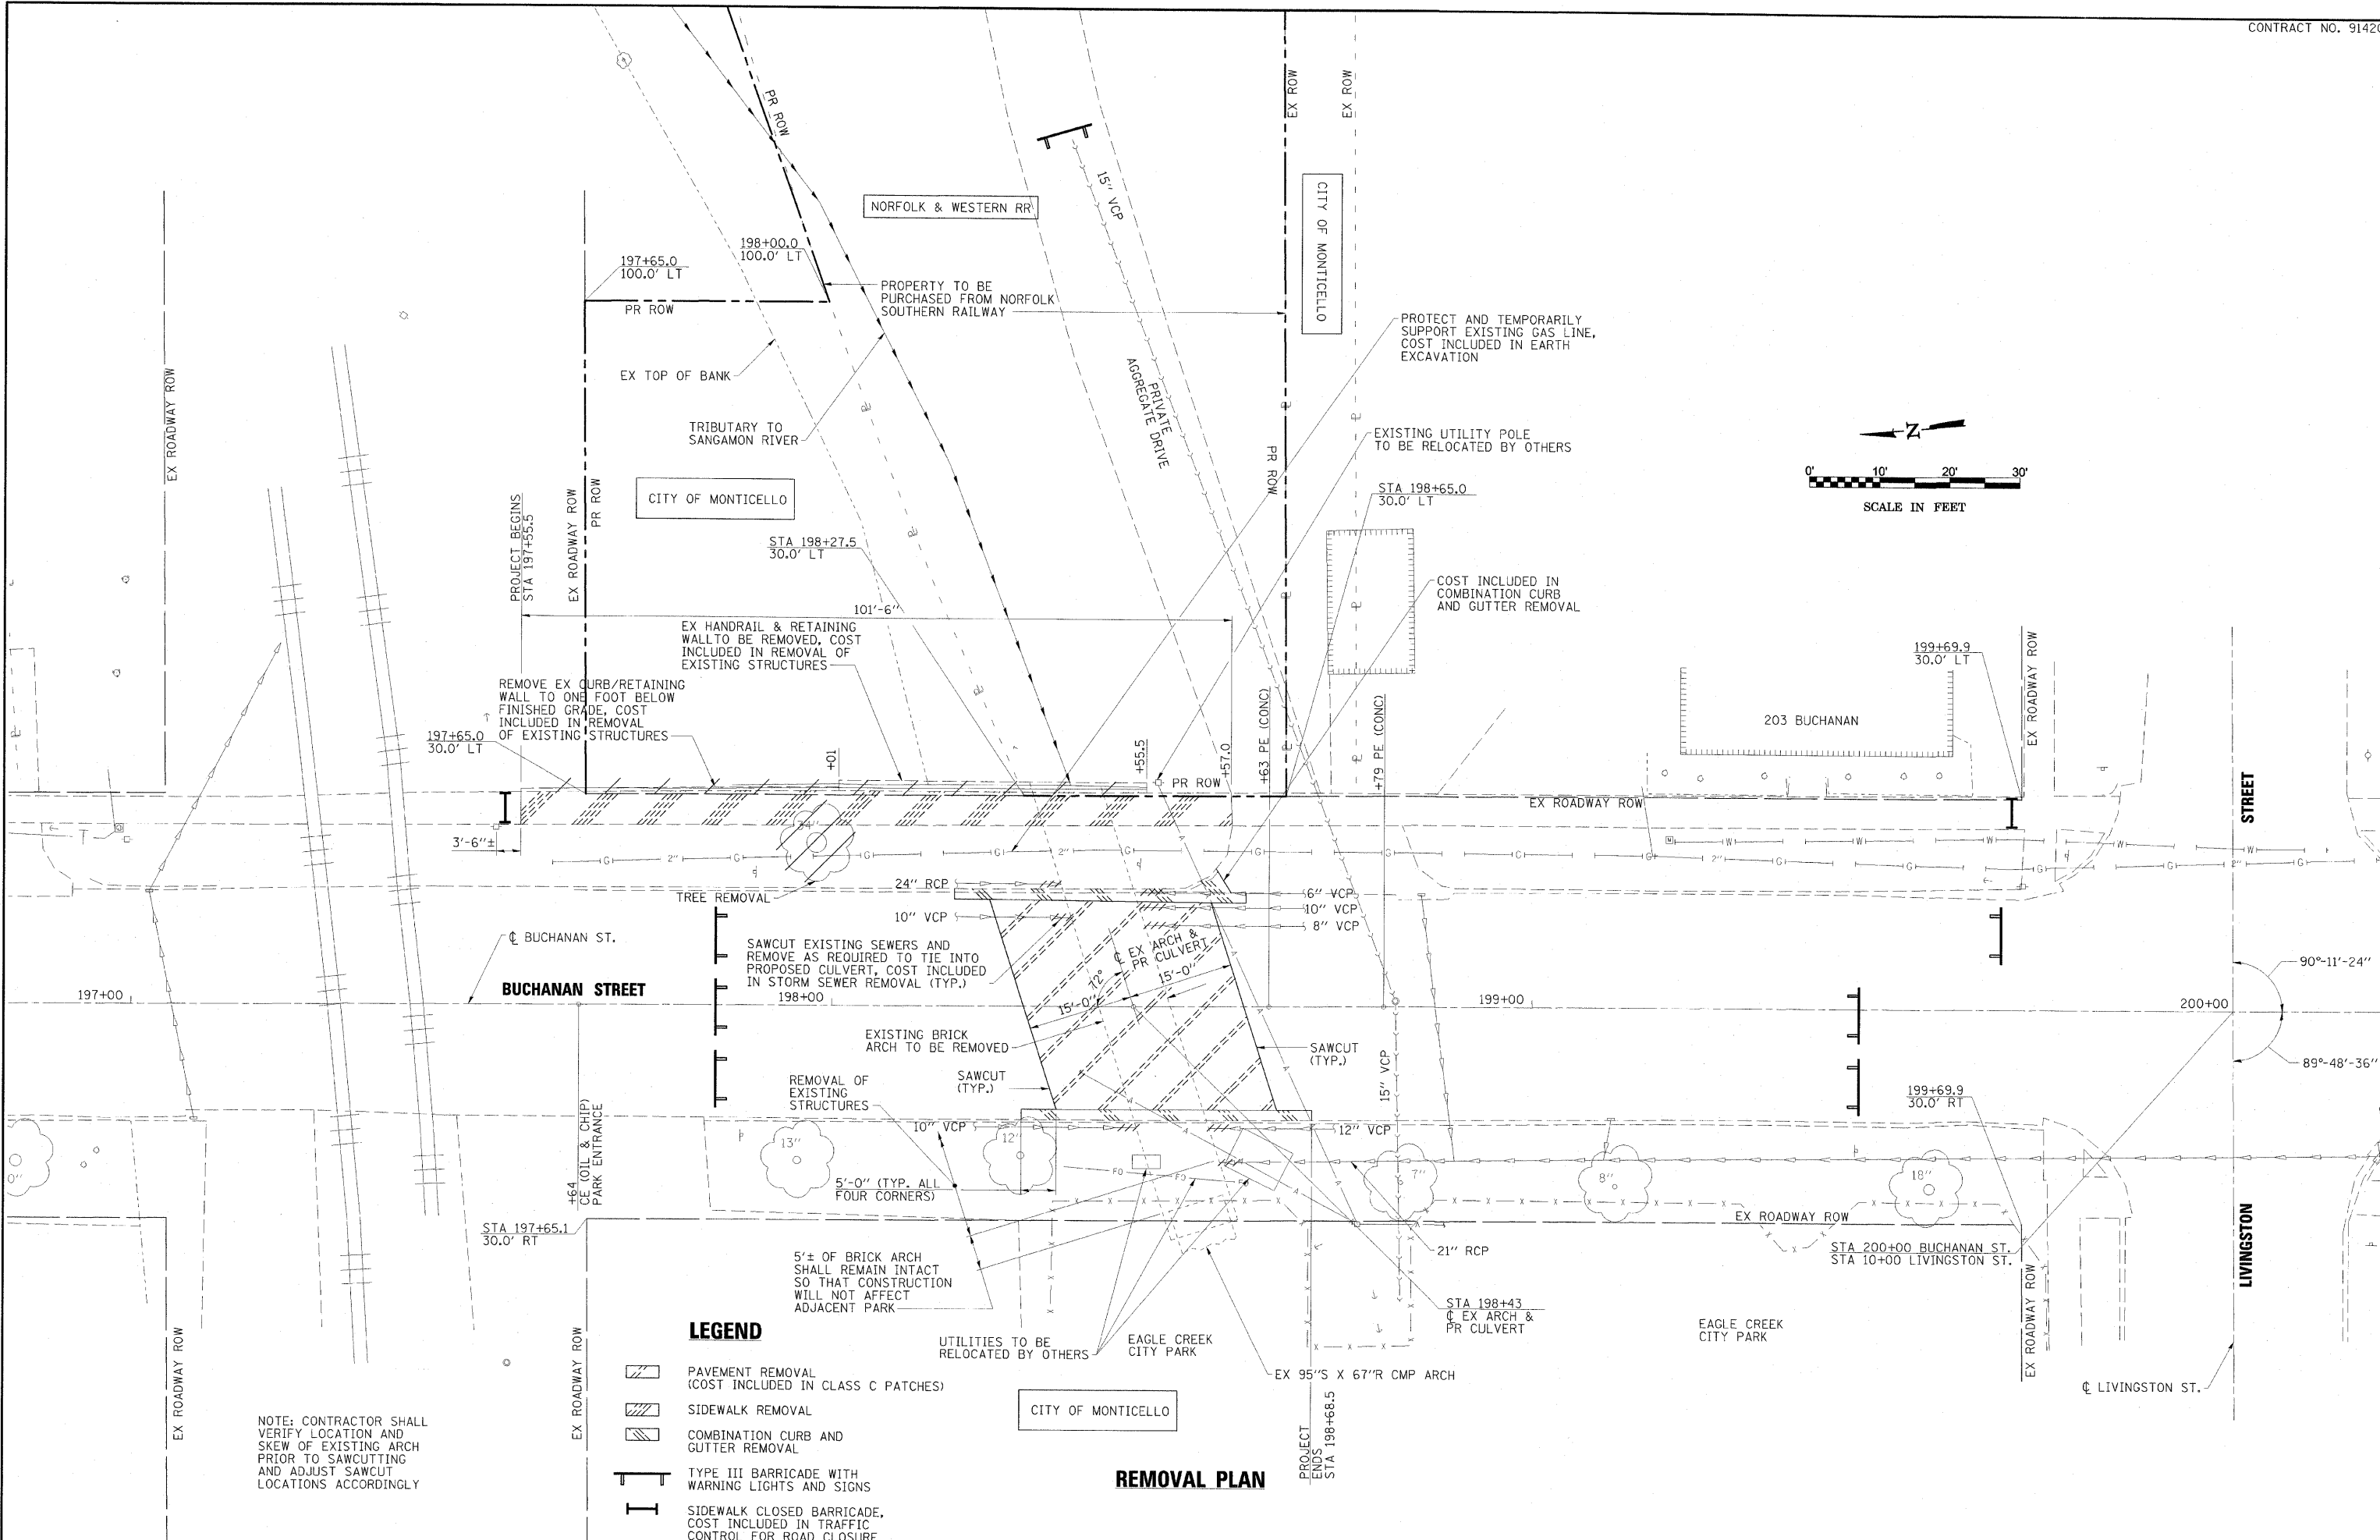 CONTRACT NO. 9142
EX ROW
EX ROW
PR ROW
NORFOLK & WESTERN RR
15" VCP
CITY OF MONTICELLO
198+00.0
100.0' LT
197+65.0
100.0' LT
PR ROW
PROPERTY TO BE
PURCHASED FROM NORFOLK
SOUTHERN RAILWAY
PROTECT AND TEMPORARILY
SUPPORT EXISTING GAS LINE,
COST INCLUDED IN EARTH
EXCAVATION
EX ROADWAY ROW
EX TOP OF BANK
PRIVATE
AGGREGATE DRIVE
TRIBUTARY TO
SANGAMON RIVER
EXISTING UTILITY POLE
TO BE RELOCATED BY OTHERS
Z
0' 10' 20' 30'
SCALE IN FEET
PR ROW
STA 198+65.0
30.0' LT
CITY OF MONTICELLO
PROJECT BEGINS
STA 197+55.5
EX ROADWAY ROW
PR ROW
STA 198+27.5
30.0' LT
COST INCLUDED IN
COMBINATION CURB
AND GUTTER REMOVAL
101'-6"
EX HANDRAIL & RETAINING
WALLTO BE REMOVED, COST
INCLUDED IN REMOVAL OF
EXISTING STRUCTURES
REMOVE EX CURB/RETAINING
WALL TO ONE FOOT BELOW
FINISHED GRADE, COST
INCLUDED IN REMOVAL
OF EXISTING STRUCTURES
197+65.0
30.0' LT
199+69.9
30.0' LT
EX ROADWAY ROW
203 BUCHANAN
+01
+55.5
+57.0
+63 PE (CONC)
+79 PE (CONC)
PR ROW
EX ROADWAY ROW
STREET
3'-6"±
24"
G 2" G G G G 2" G G G G G 2" G G G G 2" G
W W W W W
TREE REMOVAL
24" RCP
10" VCP
6" VCP
10" VCP
8" VCP
℄ BUCHANAN ST.
SAWCUT EXISTING SEWERS AND
REMOVE AS REQUIRED TO TIE INTO
PROPOSED CULVERT, COST INCLUDED
IN STORM SEWER REMOVAL (TYP.)
℄ EX ARCH &
PR CULVERT
72°
15'-0"
15'-0"
BUCHANAN STREET
197+00
198+00
199+00
200+00
90°-11'-24"
89°-48'-36"
EXISTING BRICK
ARCH TO BE REMOVED
SAWCUT
(TYP.)
SAWCUT
(TYP.)
15" VCP
REMOVAL OF
EXISTING
STRUCTURES
199+69.9
30.0' RT
+64
CE (OIL & CHIP)
PARK ENTRANCE
10" VCP
12" VCP
13"
12"
7"
8"
18"
0"
FO FO
5'-0" (TYP. ALL
FOUR CORNERS)
STA 197+65.1
30.0' RT
EX ROADWAY ROW
21" RCP
STA 200+00 BUCHANAN ST.
STA 10+00 LIVINGSTON ST.
LIVINGSTON
5'± OF BRICK ARCH
SHALL REMAIN INTACT
SO THAT CONSTRUCTION
WILL NOT AFFECT
ADJACENT PARK
STA 198+43
℄ EX ARCH &
PR CULVERT
UTILITIES TO BE
RELOCATED BY OTHERS
EAGLE CREEK
CITY PARK
EAGLE CREEK
CITY PARK
EX 95"S X 67"R CMP ARCH
EX ROADWAY ROW
℄ LIVINGSTON ST.
CITY OF MONTICELLO
PROJECT
ENDS
STA 198+68.5
EX ROADWAY ROW
EX ROADWAY ROW
NOTE: CONTRACTOR SHALL
VERIFY LOCATION AND
SKEW OF EXISTING ARCH
PRIOR TO SAWCUTTING
AND ADJUST SAWCUT
LOCATIONS ACCORDINGLY
LEGEND
PAVEMENT REMOVAL
(COST INCLUDED IN CLASS C PATCHES)
SIDEWALK REMOVAL
COMBINATION CURB AND
GUTTER REMOVAL
TYPE III BARRICADE WITH
WARNING LIGHTS AND SIGNS
SIDEWALK CLOSED BARRICADE,
COST INCLUDED IN TRAFFIC
CONTROL FOR ROAD CLOSURE
REMOVAL PLAN